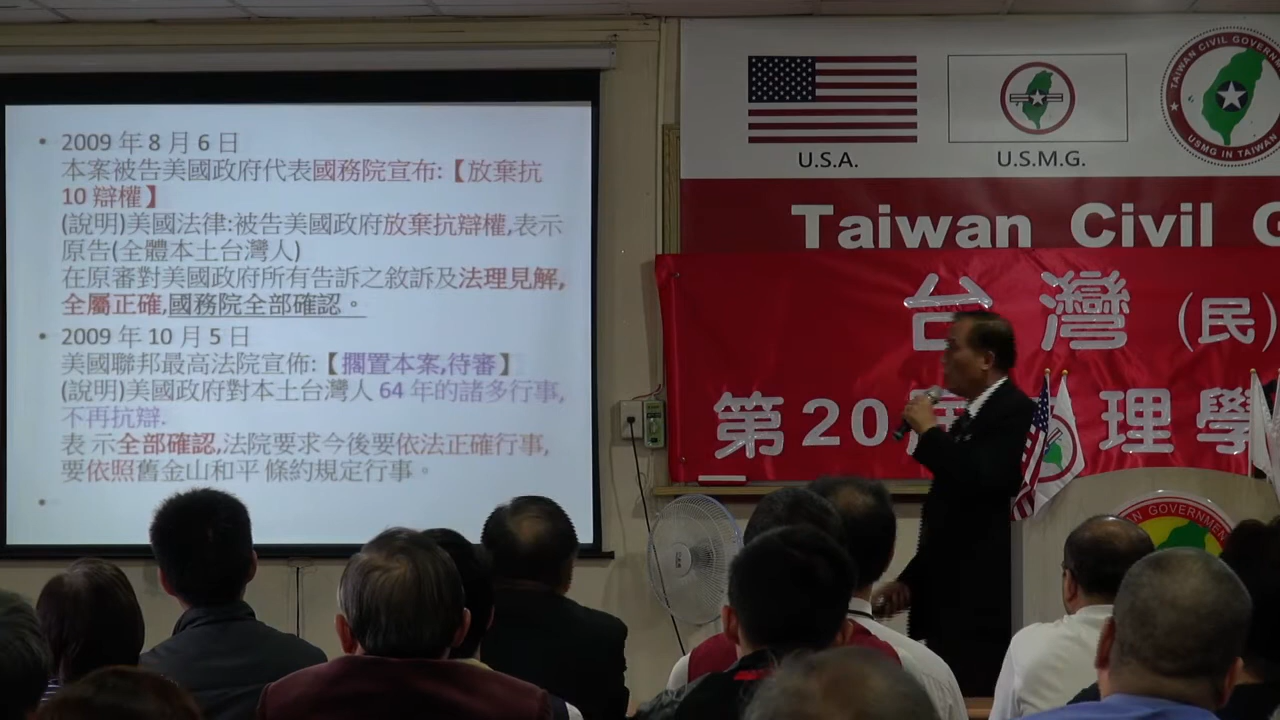 • 2009 年 8 月 6 日
本案被告美國政府代表國務院宣布:【放棄抗
10 辯權】
(說明)美國法律:被告美國政府放棄抗辯權,表示
原告(全體本土台灣人)
在原審對美國政府所有告訴之敘訴及法理見解,
全屬正確,國務院全部確認。
• 2009 年 10 月 5 日
美國聯邦最高法院宣佈:【擱置本案,待審】
(說明)美國政府對本土台灣人 64 年的諸多行事,
不再抗辯.
表 示全部確認,法院要求今後要依法正確行事,
要依照舊金山和平 條約規定行事。
•
U.S.A.
U.S.M.G.
TAIWAN CIVIL GOVERN
USMG IN TAIWAN
Taiwan Civil G
台灣(民)
第20 理學
N GOVERNMENT